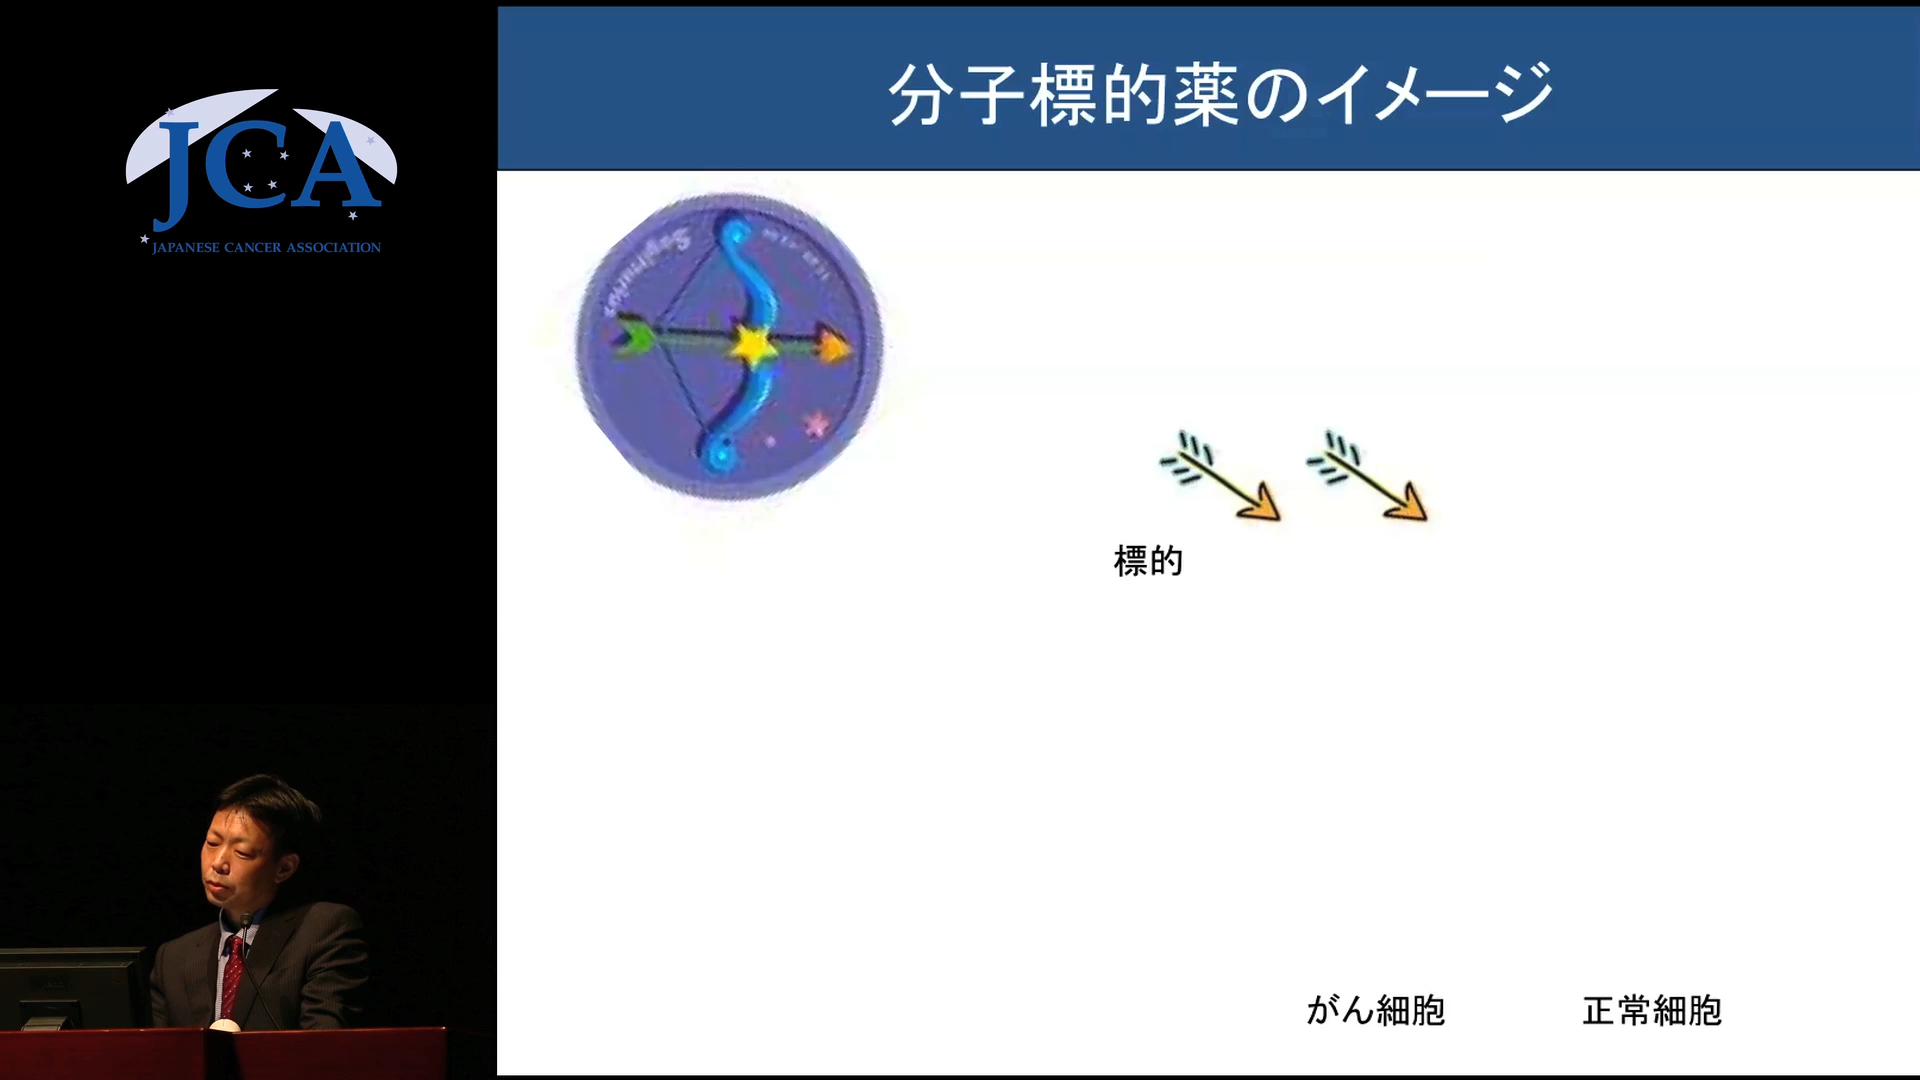 JCA
JAPANESE CANCER ASSOCIATION
分子標的薬のイメージ
Sagittarius
標的
がん細胞
正常細胞